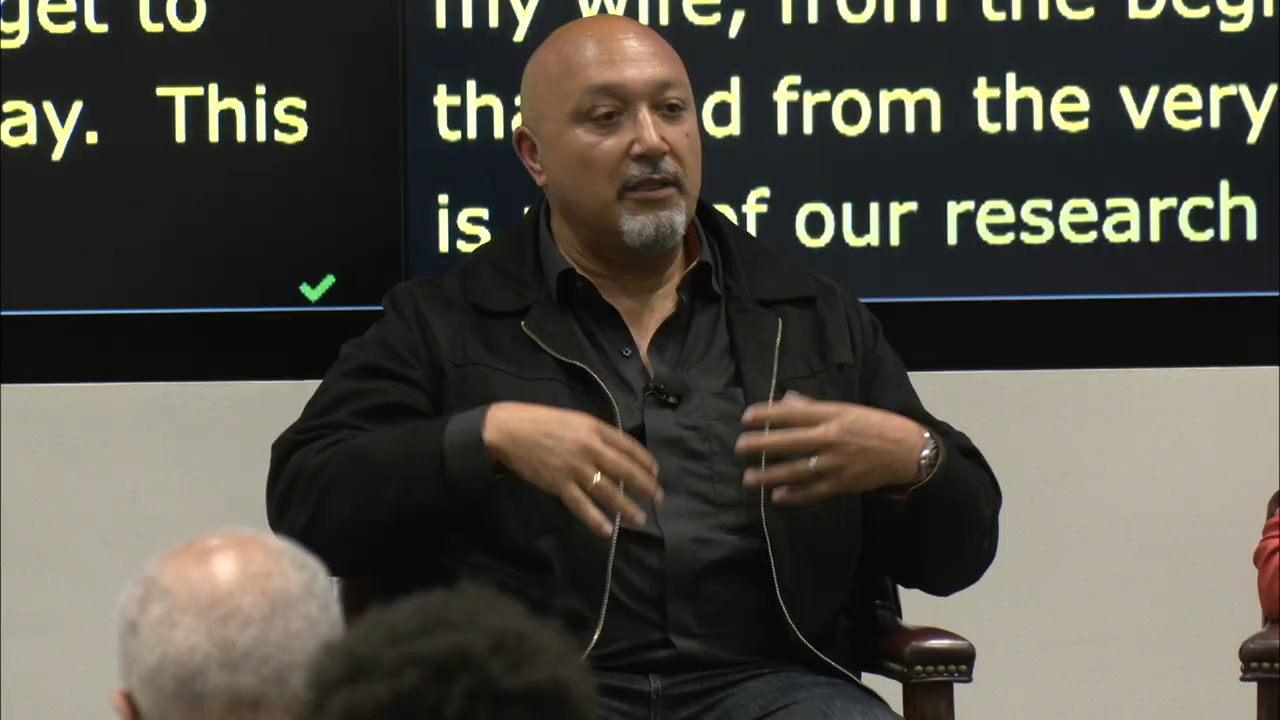 get to
ay. This
my wife, from the begi
tha d from the very
is of our research